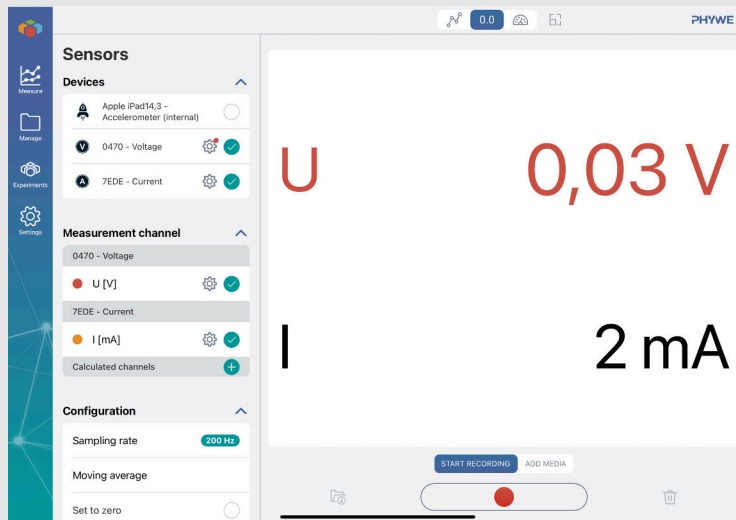 0.0
PHYWE
Measure
Manage
Experiments
Settings
Sensors
Devices
Apple iPad14,3 -
Accelerometer (internal)
V
0470 - Voltage
A
7EDE - Current
Measurement channel
0470 - Voltage
U [V]
7EDE - Current
I [mA]
Calculated channels
Configuration
Sampling rate
200 Hz
Moving average
Set to zero
U
0,03 V
I
2 mA
START RECORDING
ADD MEDIA